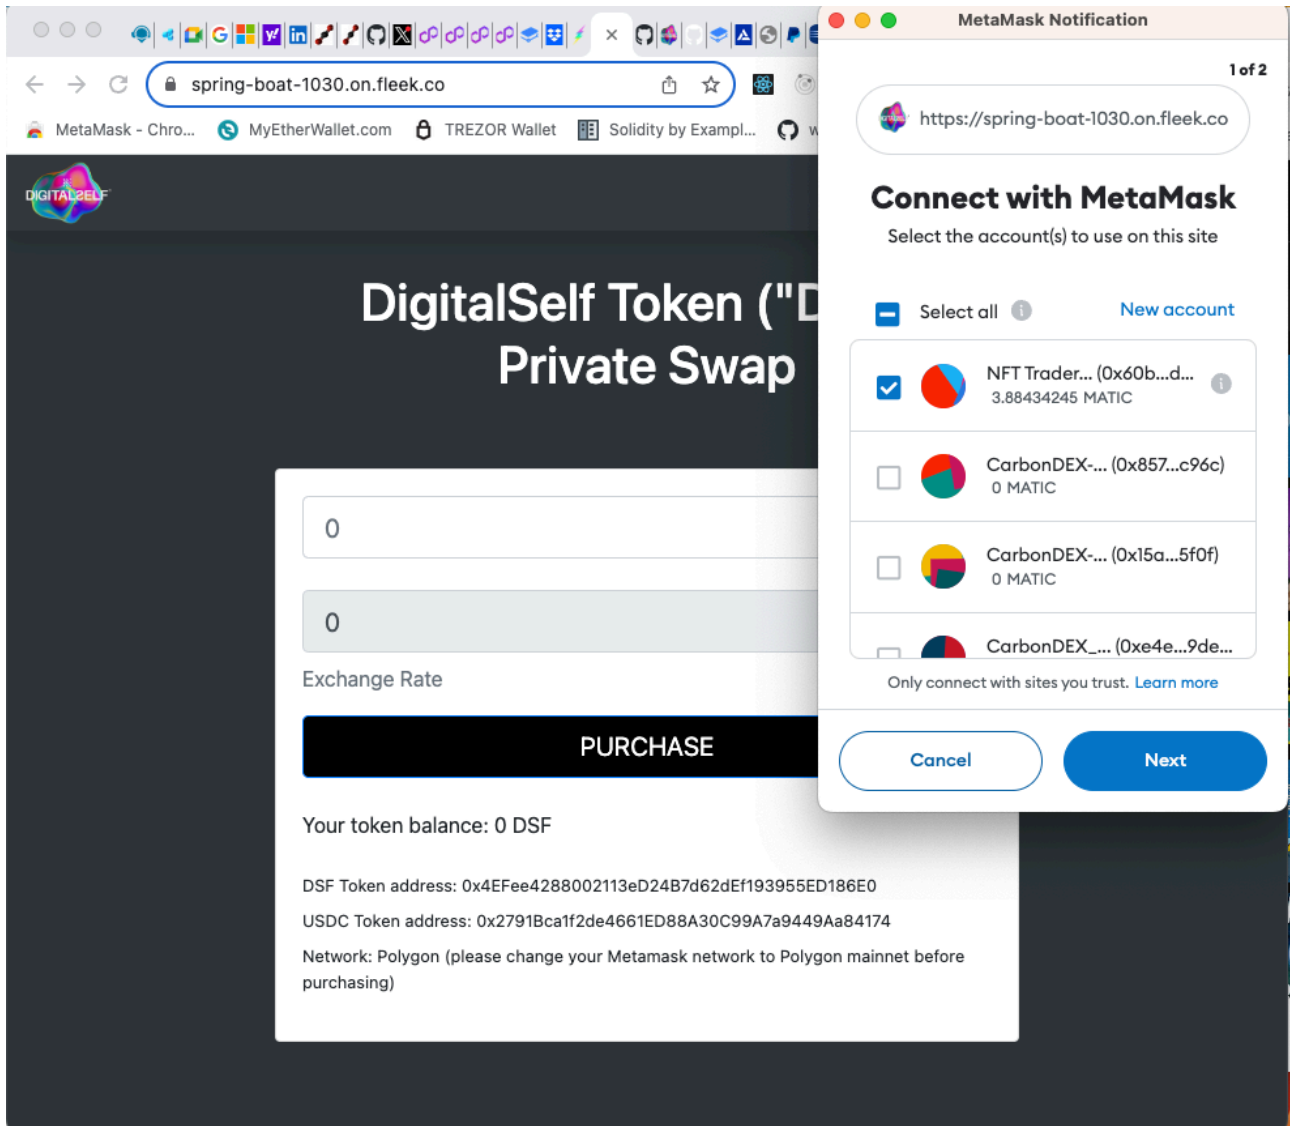 MetaMask Notification
spring-boat-1030.on.fleek.co
MetaMask - Chro...
MyEtherWallet.com
TREZOR Wallet
Solidity by Exampl...
w
DIGITALSELF
DigitalSelf Token ("D
Private Swap
0
0
Exchange Rate
PURCHASE
Your token balance: 0 DSF
DSF Token address: 0x4EFee4288002113eD24B7d62dEf193955ED186E0
USDC Token address: 0x2791Bca1f2de4661ED88A30C99A7a9449Aa84174
Network: Polygon (please change your Metamask network to Polygon mainnet before
purchasing)
1 of 2
https://spring-boat-1030.on.fleek.co
Connect with MetaMask
Select the account(s) to use on this site
Select all
New account
NFT Trader... (0x60b...d...
3.88434245 MATIC
CarbonDEX-... (0x857...c96c)
0 MATIC
CarbonDEX-... (0x15a...5f0f)
0 MATIC
CarbonDEX_... (0xe4e...9de...
Only connect with sites you trust. Learn more
Cancel
Next